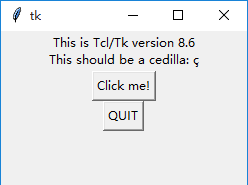 tk
This is Tcl/Tk version 8.6
This should be a cedilla: ç
Click me!
QUIT